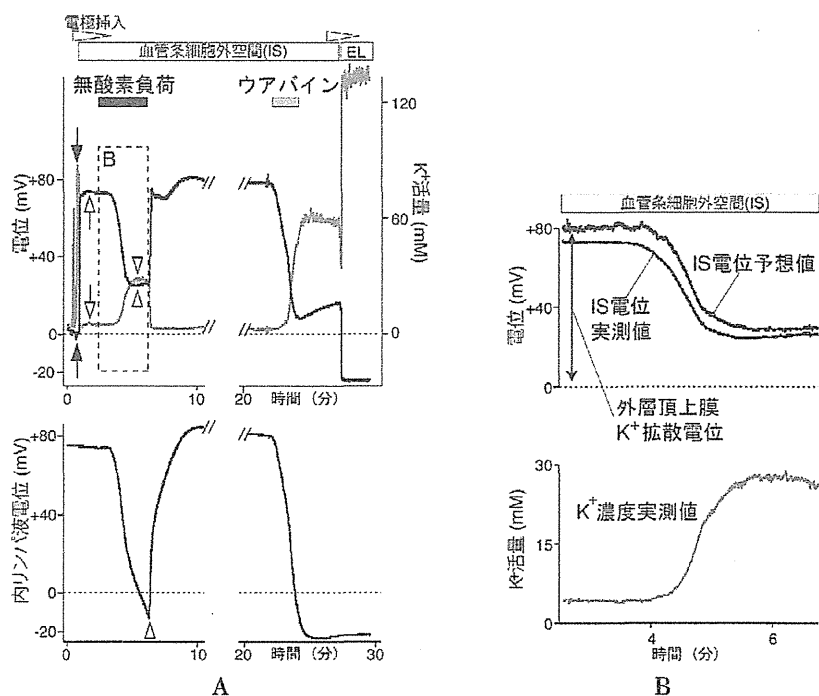 電極挿入
血管条細胞外空間(IS)
EL
無酸素負荷
ウアバイン
B
電位 (mV)
+80
+40
0
-20
K⁺活量 (mM)
120
60
0
0
10
20
時間 (分)
内リンパ液電位 (mV)
+80
+40
0
-20
0
10
20
時間 (分)
30
A
血管条細胞外空間(IS)
電位 (mV)
+80
+40
0
IS電位予想値
IS電位
実測値
外層頂上膜
K⁺拡散電位
K+活量 (mM)
30
15
0
K⁺濃度実測値
4
6
時間 (分)
B